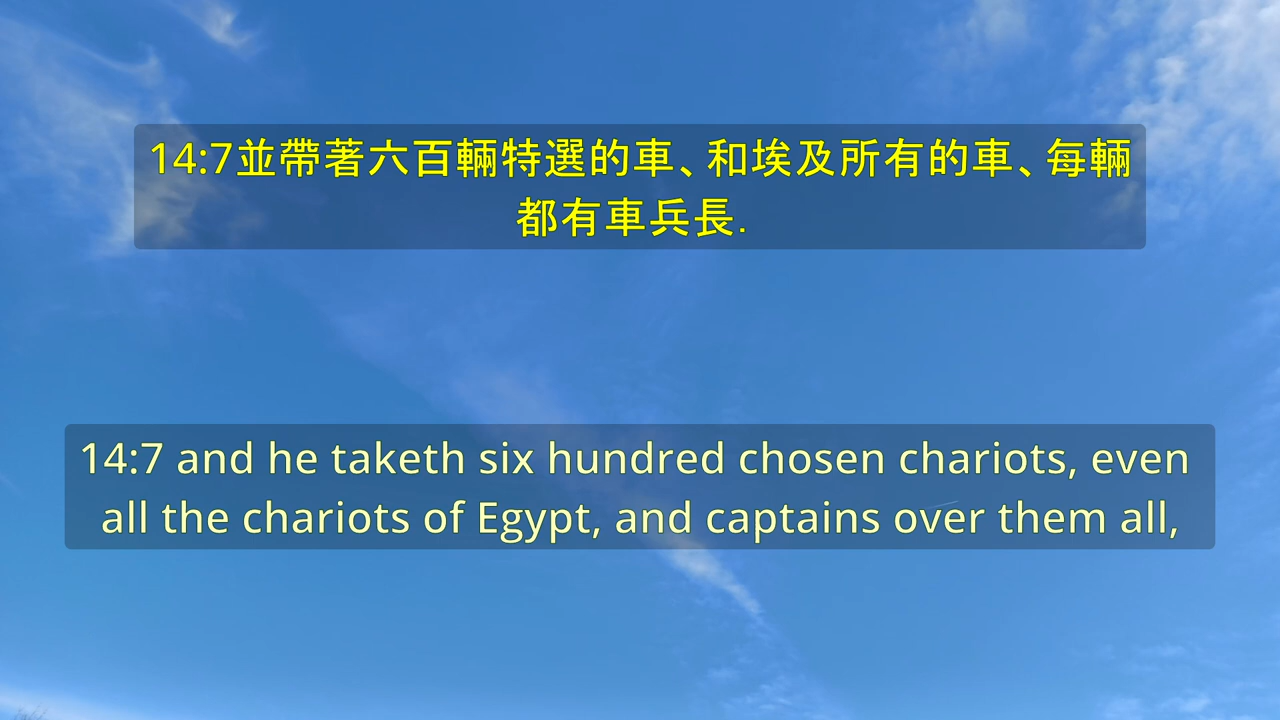 14:7並帶著六百輛特選的車、和埃及所有的車、每輛
都有車兵長.
14:7 and he taketh six hundred chosen chariots, even
all the chariots of Egypt, and captains over them all,